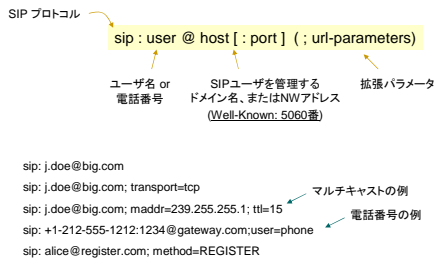 SIP プロトコル
sip : user @ host [ : port ] ( ; url-parameters)
ユーザ名 or
電話番号
SIPユーザを管理する
ドメイン名、またはNWアドレス
(Well-Known: 5060番)
拡張パラメータ
sip: j.doe@big.com
sip: j.doe@big.com; transport=tcp
マルチキャストの例
sip: j.doe@big.com; maddr=239.255.255.1; ttl=15
電話番号の例
sip: +1-212-555-1212:1234@gateway.com;user=phone
sip: alice@register.com; method=REGISTER